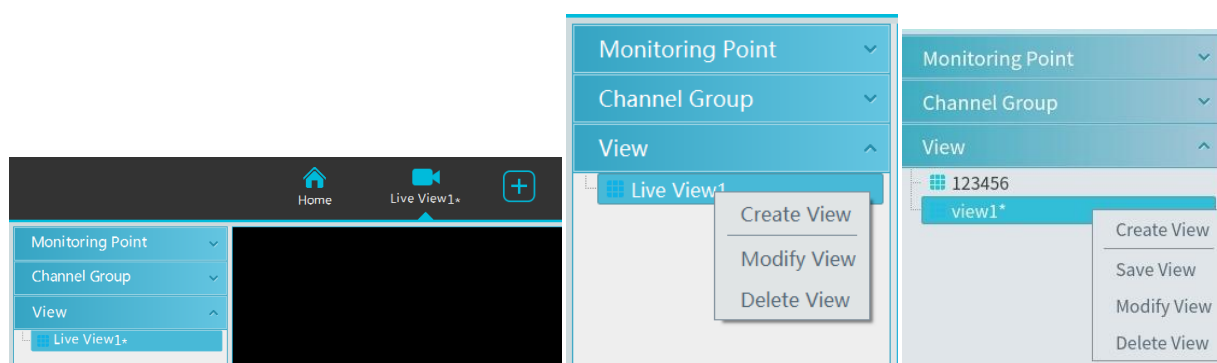 Home
Live View1*
Monitoring Point
Channel Group
View
Live View1*
Monitoring Point
Channel Group
View
Live View1
Create View
Modify View
Delete View
Monitoring Point
Channel Group
View
123456
view1*
Create View
Save View
Modify View
Delete View